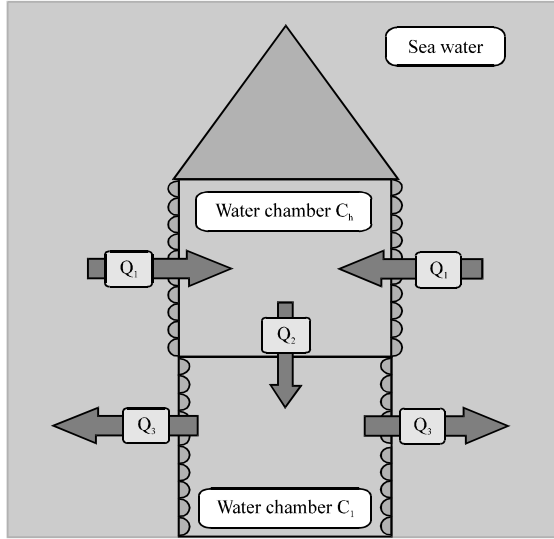 Sea water
Water chamber Cₕ
Q₁
Q₁
Q₂
Q₃
Q₃
Water chamber C₁